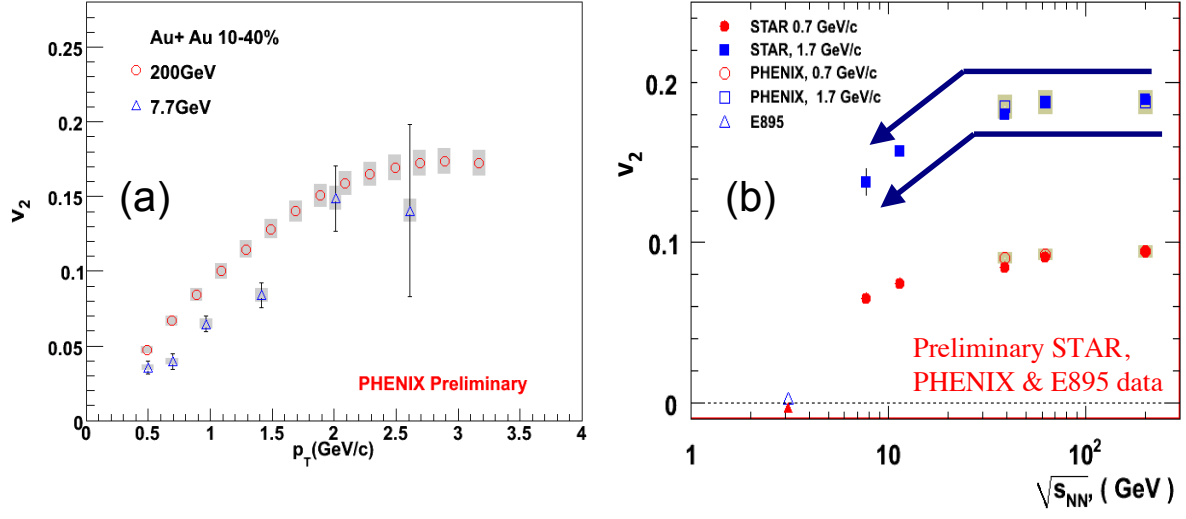 (a)
Au+ Au 10-40%
200GeV
7.7GeV
PHENIX Preliminary
v2
0.25
0.2
0.15
0.1
0.05
0
0 0.5 1 1.5 2 2.5 3 3.5 4
pT(GeV/c)
(b)
STAR 0.7 GeV/c
STAR, 1.7 GeV/c
PHENIX, 0.7 GeV/c
PHENIX, 1.7 GeV/c
E895
Preliminary STAR,
PHENIX & E895 data
v2
0.2
0.1
0
1 10 10²
√sNN, ( GeV)